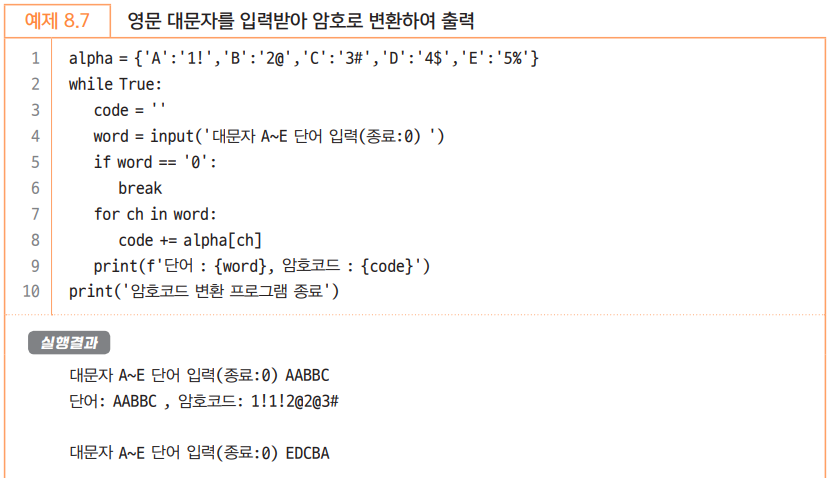 예제 8.7 영문 대문자를 입력받아 암호로 변환하여 출력
1 alpha = {'A':'1!','B':'2@','C':'3#','D':'4$','E':'5%'}
2 while True:
3 code = ''
4 word = input('대문자 A~E 단어 입력(종료:0) ')
5 if word == '0':
6 break
7 for ch in word:
8 code += alpha[ch]
9 print(f'단어 : {word}, 암호코드 : {code}')
10 print('암호코드 변환 프로그램 종료')
실행결과
대문자 A~E 단어 입력(종료:0) AABBC
단어: AABBC , 암호코드: 1!1!2@2@3#
대문자 A~E 단어 입력(종료:0) EDCBA